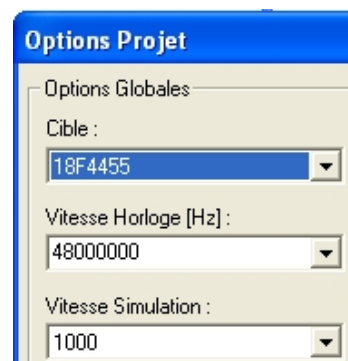 Options Projet
Options Globales
Cible :
18F4455
Vitesse Horloge [Hz] :
48000000
Vitesse Simulation :
1000